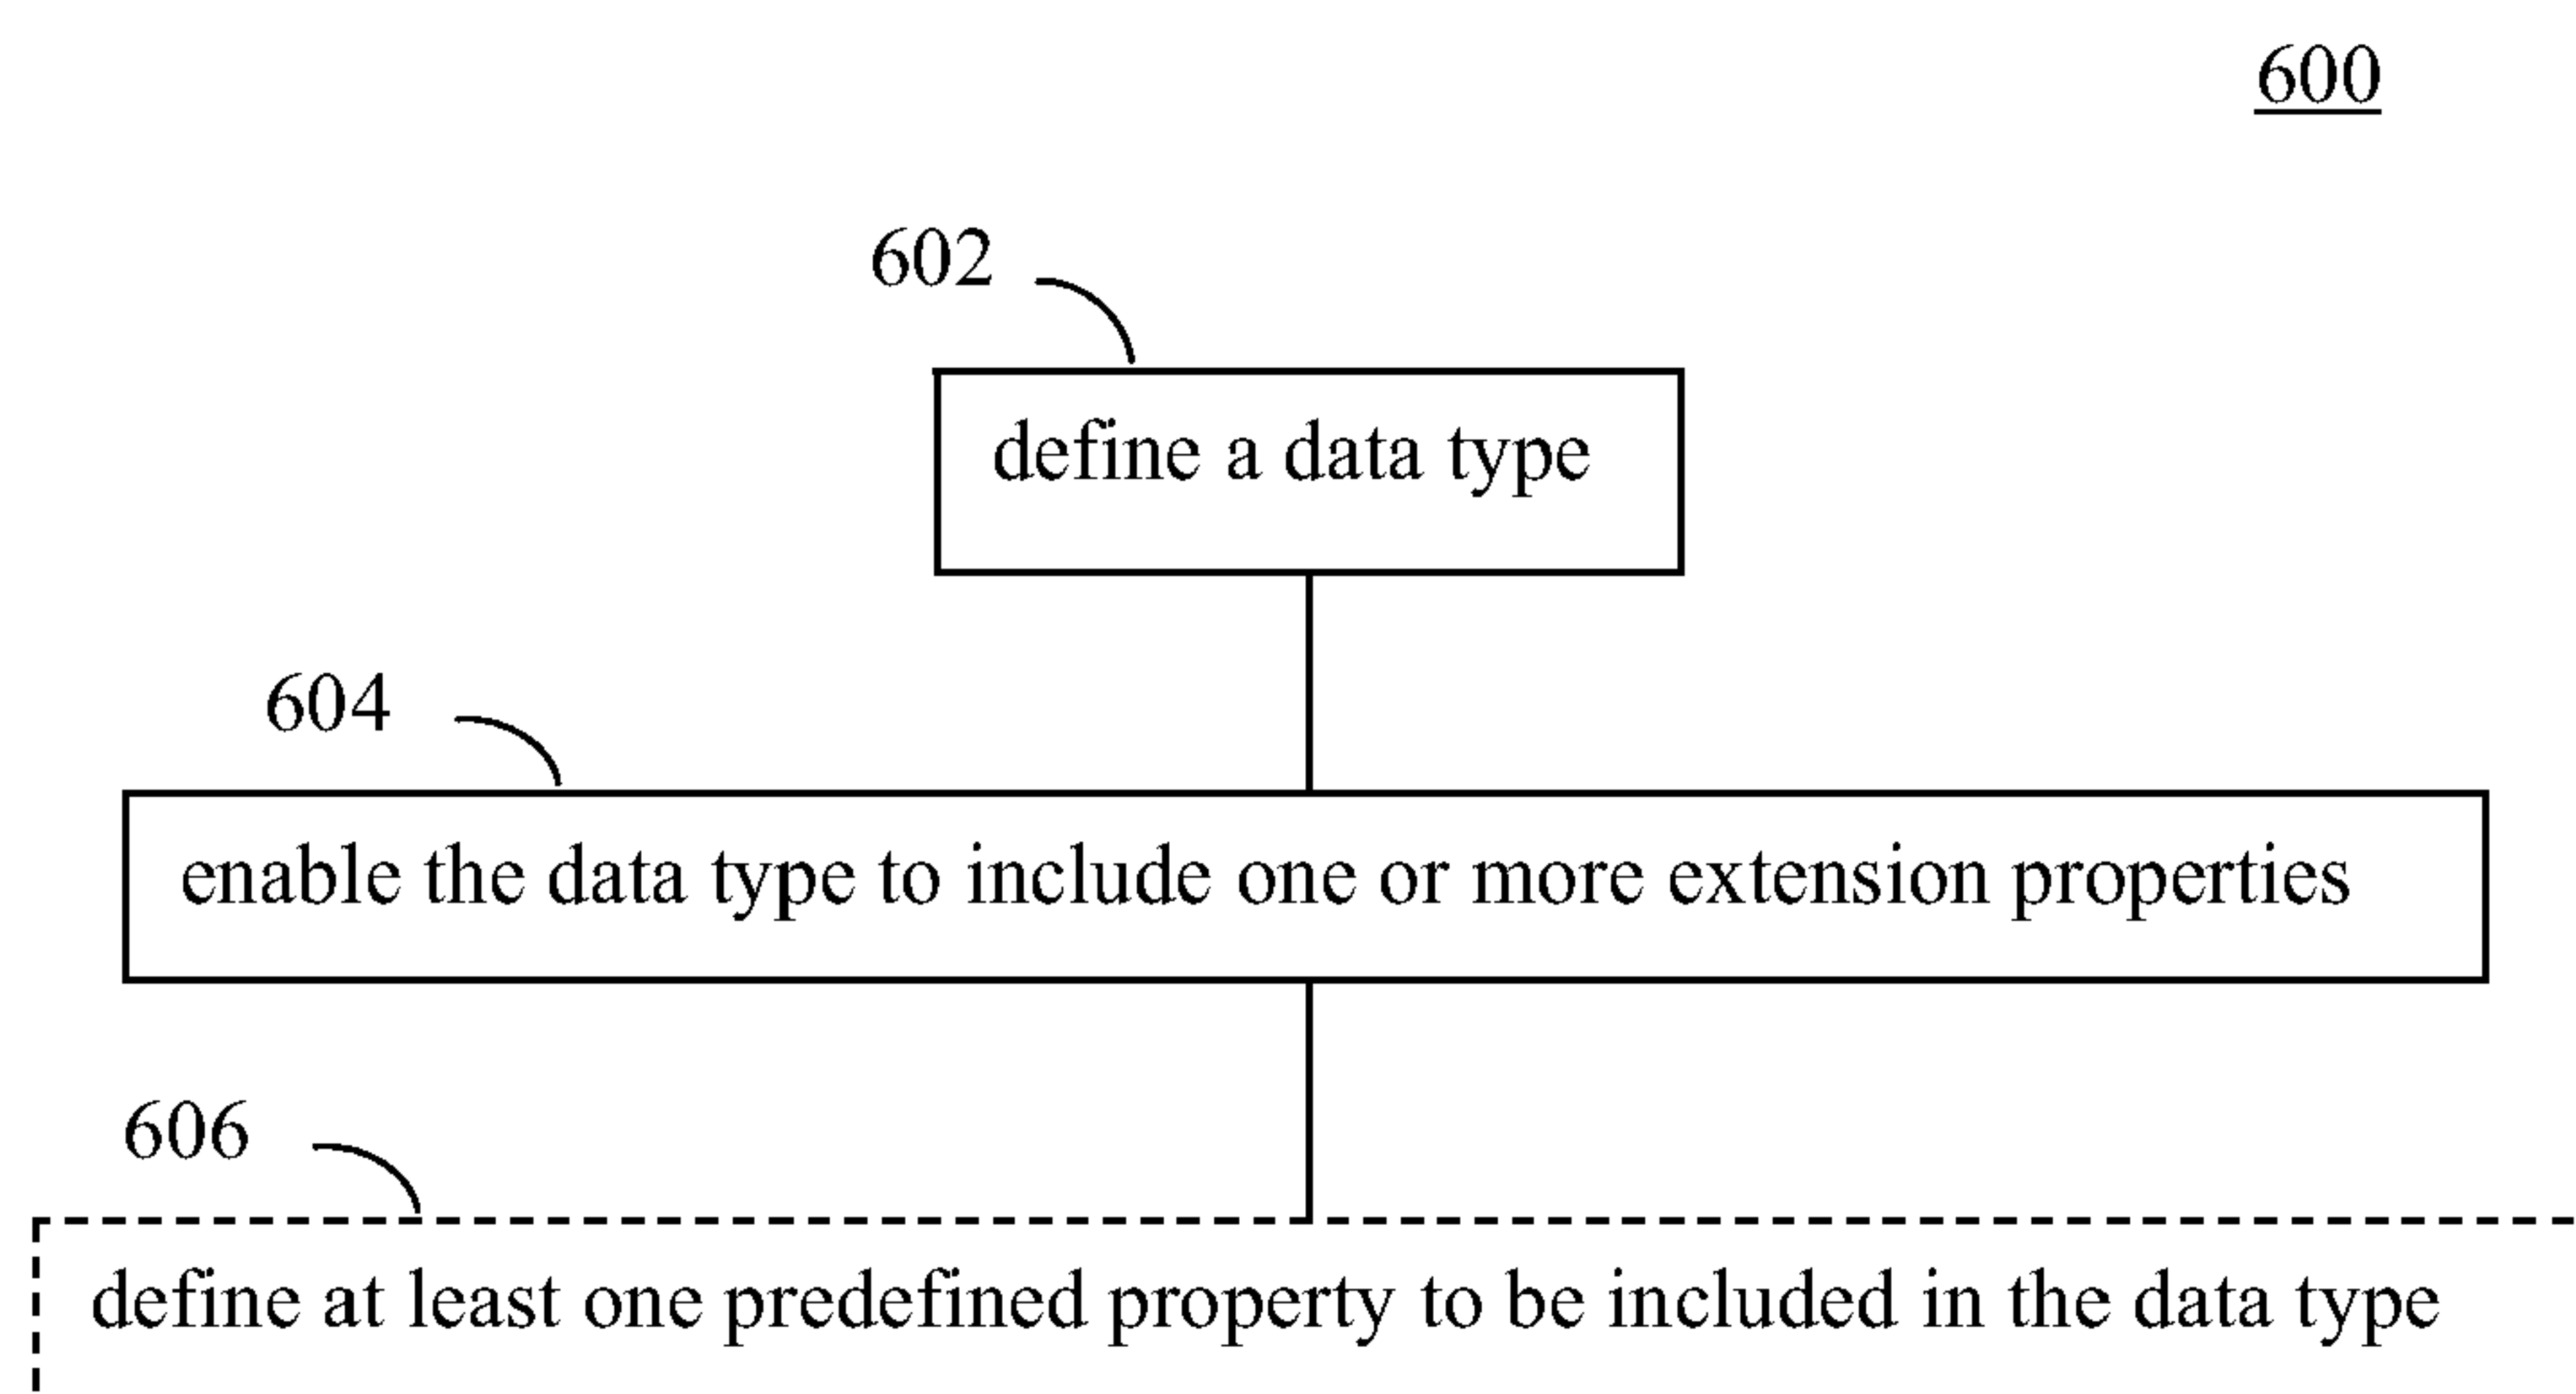 600
602
define a data type
604
enable the data type to include one or more extension properties
606
define at least one predefined property to be included in the data type